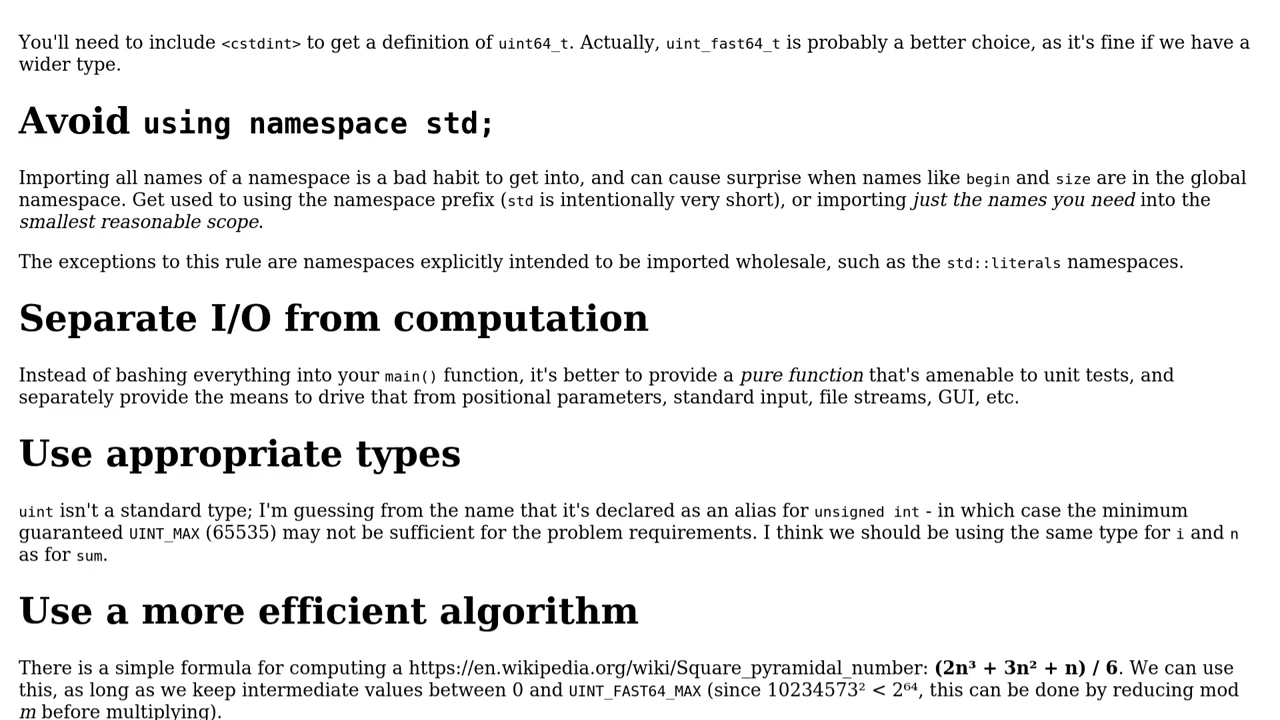 You'll need to include <cstdint> to get a definition of uint64_t. Actually, uint_fast64_t is probably a better choice, as it's fine if we have a
wider type.
Avoid using namespace std;
Importing all names of a namespace is a bad habit to get into, and can cause surprise when names like begin and size are in the global
namespace. Get used to using the namespace prefix (std is intentionally very short), or importing just the names you need into the
smallest reasonable scope.
The exceptions to this rule are namespaces explicitly intended to be imported wholesale, such as the std::literals namespaces.
Separate I/O from computation
Instead of bashing everything into your main() function, it's better to provide a pure function that's amenable to unit tests, and
separately provide the means to drive that from positional parameters, standard input, file streams, GUI, etc.
Use appropriate types
uint isn't a standard type; I'm guessing from the name that it's declared as an alias for unsigned int - in which case the minimum
guaranteed UINT_MAX (65535) may not be sufficient for the problem requirements. I think we should be using the same type for i and n
as for sum.
Use a more efficient algorithm
There is a simple formula for computing a https://en.wikipedia.org/wiki/Square_pyramidal_number: (2n³ + 3n² + n) / 6. We can use
this, as long as we keep intermediate values between 0 and UINT_FAST64_MAX (since 10234573² < 2⁶⁴, this can be done by reducing mod
m before multiplying).